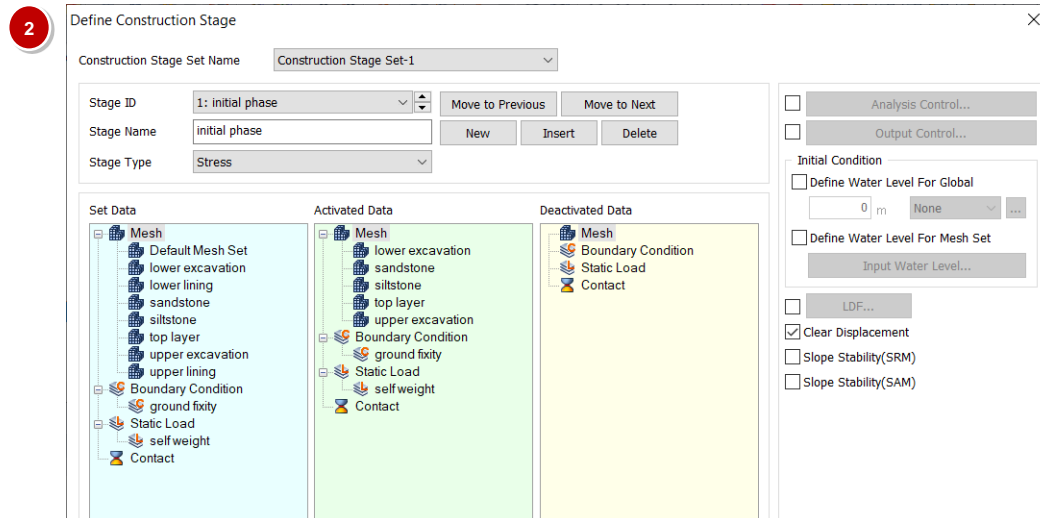 2
Define Construction Stage
Construction Stage Set Name Construction Stage Set-1
Stage ID 1: initial phase Move to Previous Move to Next
Stage Name initial phase New Insert Delete
Stage Type Stress
Analysis Control...
Output Control...
Initial Condition
Define Water Level For Global
0 m None ...
Define Water Level For Mesh Set
Input Water Level...
LDF...
Clear Displacement
Slope Stability(SRM)
Slope Stability(SAM)
Set Data
Mesh
Default Mesh Set
lower excavation
lower lining
sandstone
siltstone
top layer
upper excavation
upper lining
Boundary Condition
ground fixity
Static Load
self weight
Contact
Activated Data
Mesh
lower excavation
sandstone
siltstone
top layer
upper excavation
Boundary Condition
ground fixity
Static Load
self weight
Contact
Deactivated Data
Mesh
Boundary Condition
Static Load
Contact